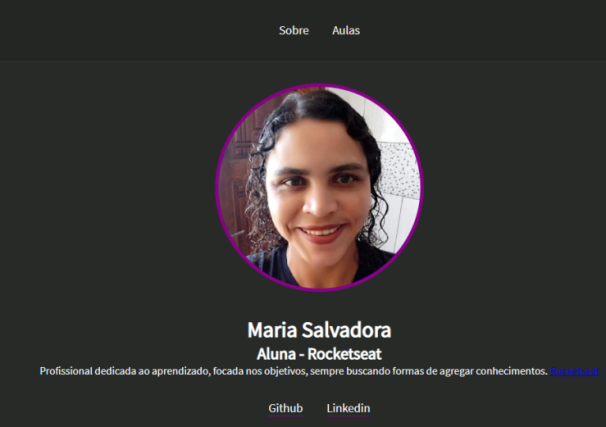 Sobre Aulas
Maria Salvadora
Aluna - Rocketseat
Profissional dedicada ao aprendizado, focada nos objetivos, sempre buscando formas de agregar conhecimentos. Rocketseat
Github Linkedin